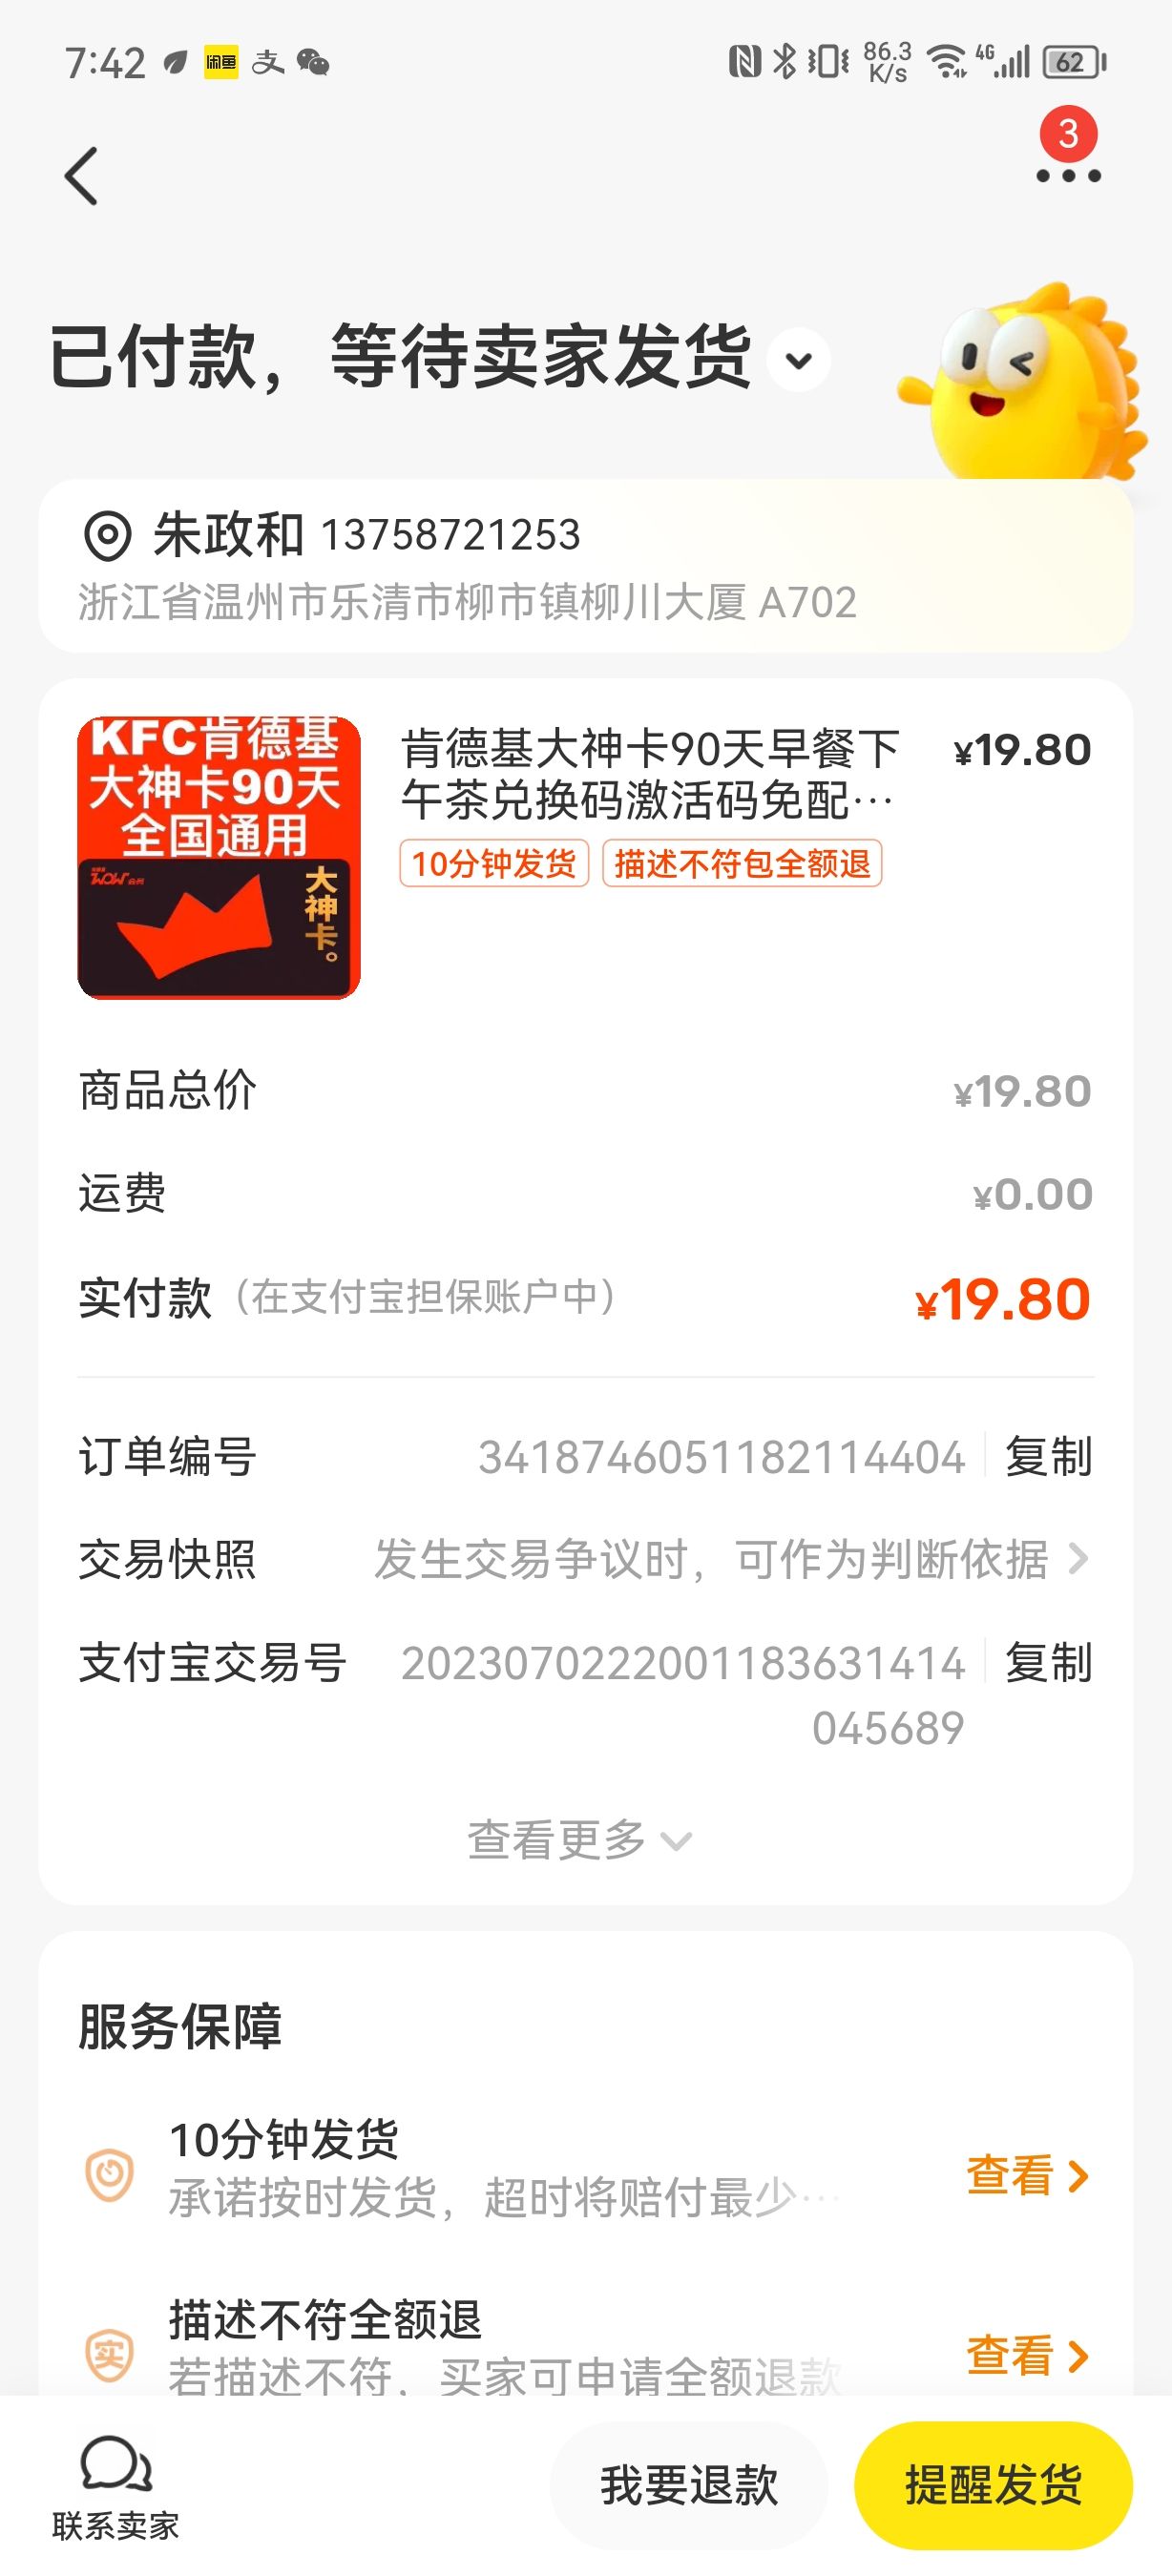 7:42 闲鱼 支 86.3 K/s 4G 62
3
已付款，等待卖家发货
朱政和 13758721253
浙江省温州市乐清市柳市镇柳川大厦 A702
KFC肯德基
大神卡90天
全国通用
WOW
大神卡。
肯德基大神卡90天早餐下 ¥19.80
午茶兑换码激活码免配…
10分钟发货 描述不符包全额退
商品总价 ¥19.80
运费 ¥0.00
实付款（在支付宝担保账户中） ¥19.80
订单编号 3418746051182114404 复制
交易快照 发生交易争议时，可作为判断依据
支付宝交易号 2023070222001183631414 复制
045689
查看更多
服务保障
10分钟发货
承诺按时发货，超时将赔付最少… 查看
描述不符全额退
实 若描述不符，买家可申请全额退款 查看
联系卖家 我要退款 提醒发货